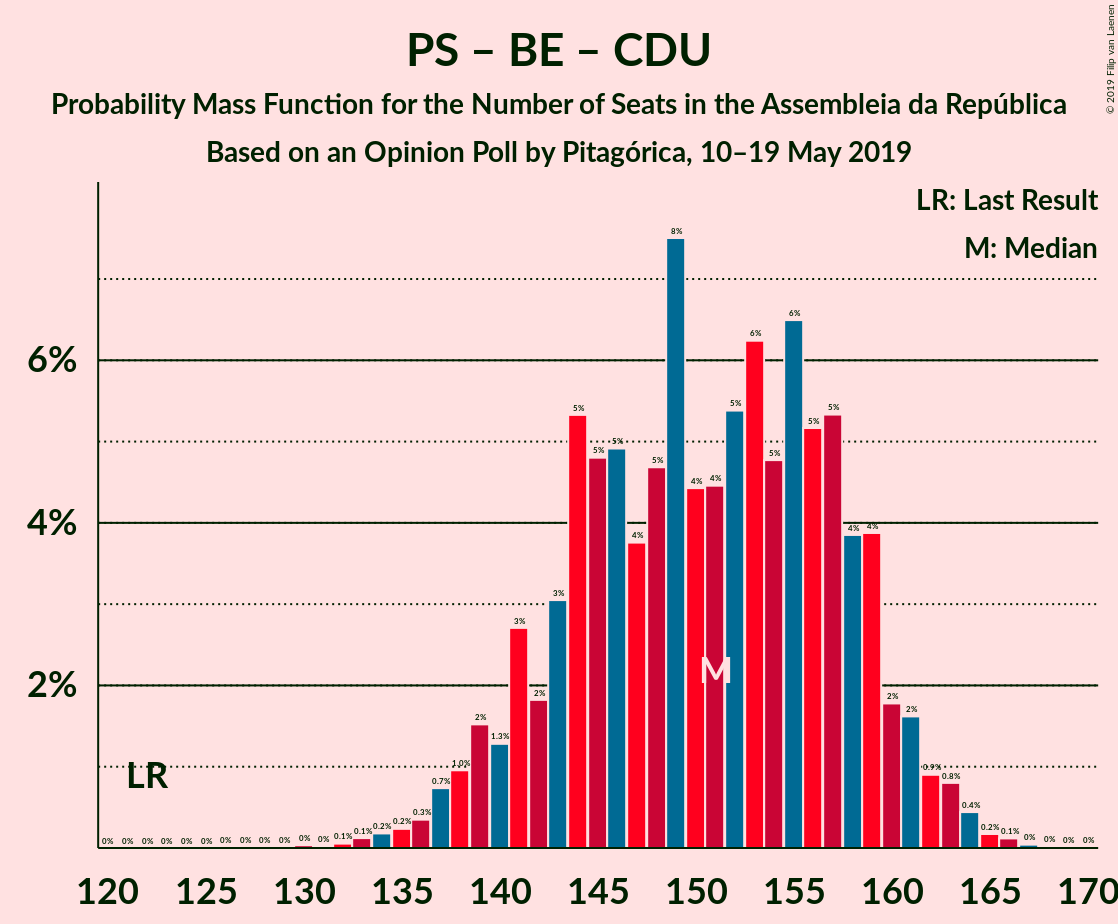 PS – BE – CDU
Probability Mass Function for the Number of Seats in the Assembleia da República
Based on an Opinion Poll by Pitagórica, 10–19 May 2019
© 2019 Filip van Laenen
LR: Last Result
M: Median
6%
4%
2%
LR
M
0% 0% 0% 0% 0% 0% 0% 0% 0% 0% 0% 0% 0.1% 0.1% 0.2% 0.2% 0.3% 0.7% 1.0% 2% 1.3% 3% 2% 3% 5% 5% 5% 4% 5% 8% 4% 4% 5% 6% 5% 6% 5% 5% 4% 4% 2% 2% 0.9% 0.8% 0.4% 0.2% 0.1% 0% 0% 0% 0%
120 125 130 135 140 145 150 155 160 165 170